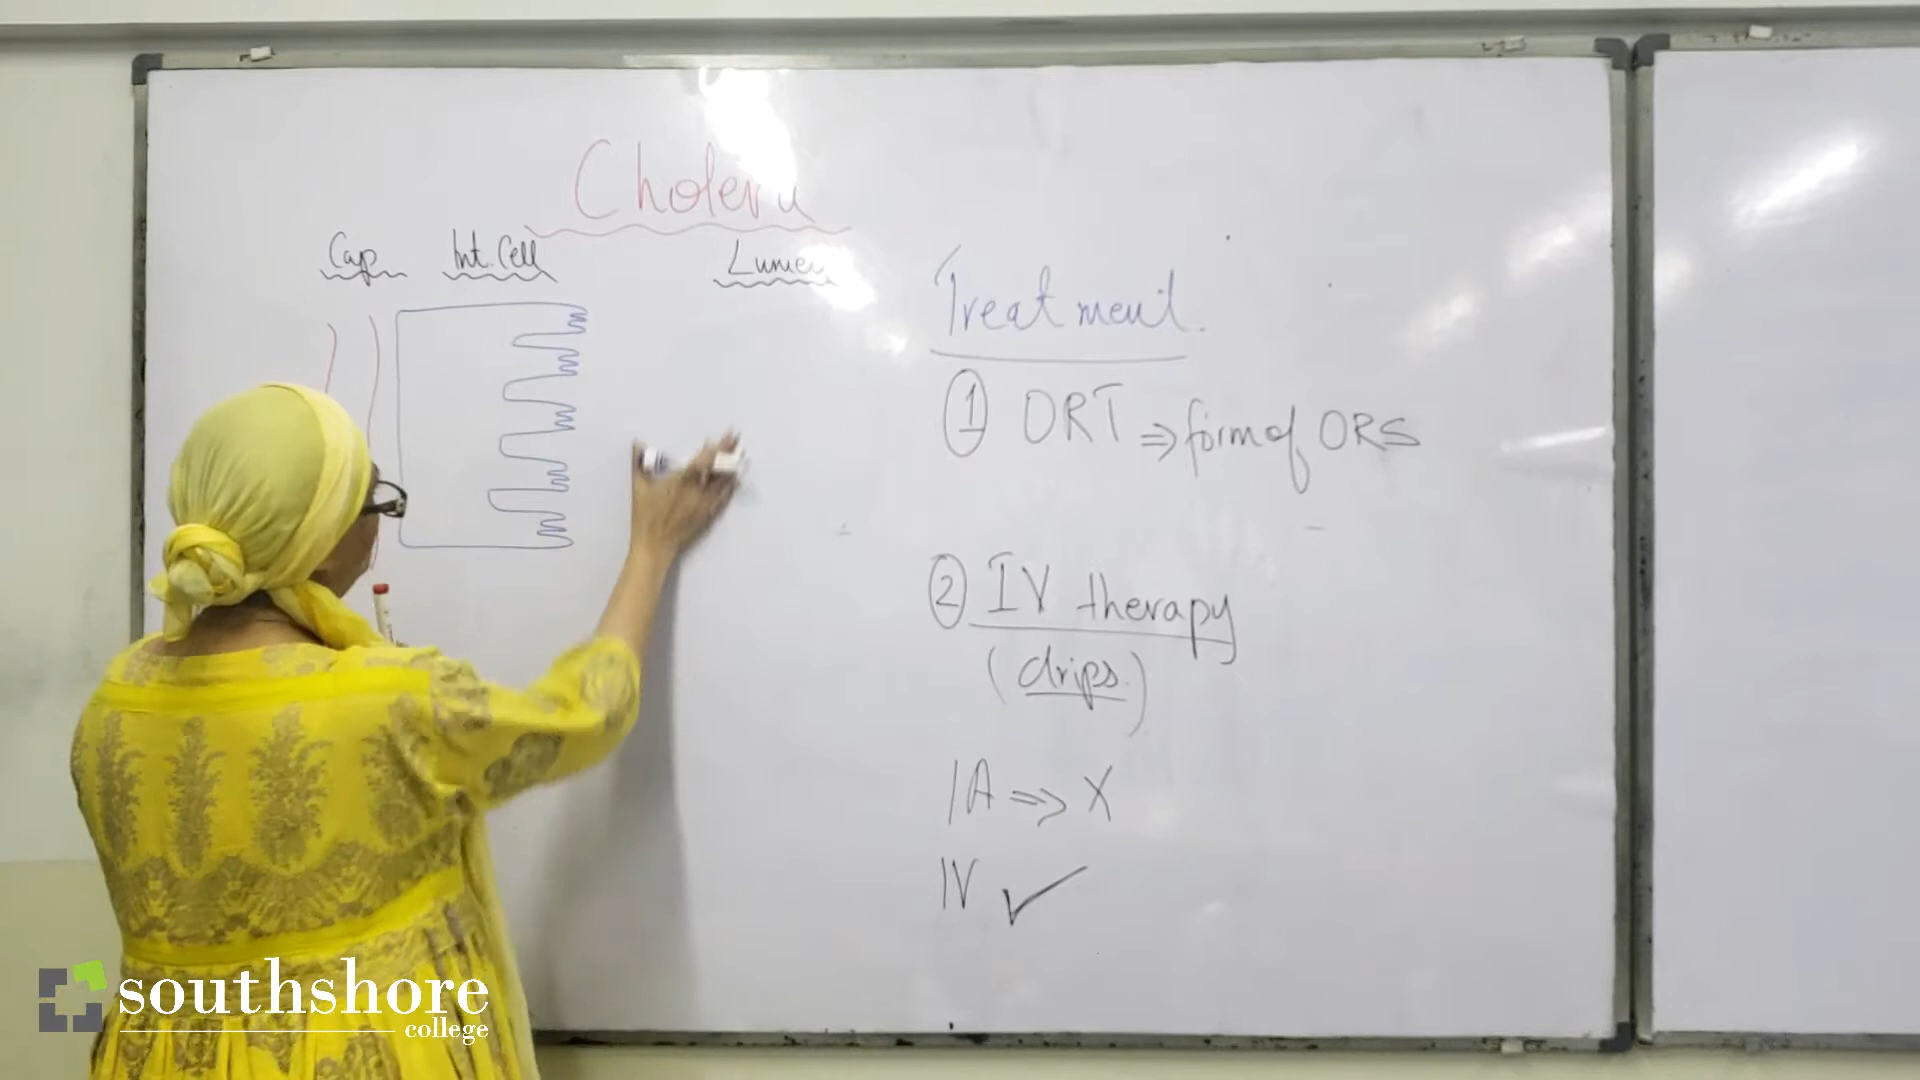 Cholera
Cap Int. Cell Lumen
Treatment.
1 ORT ⇒ form of ORS
2 IV therapy
(drips.)
IA ⇒ X
IV ✓
southshore
college